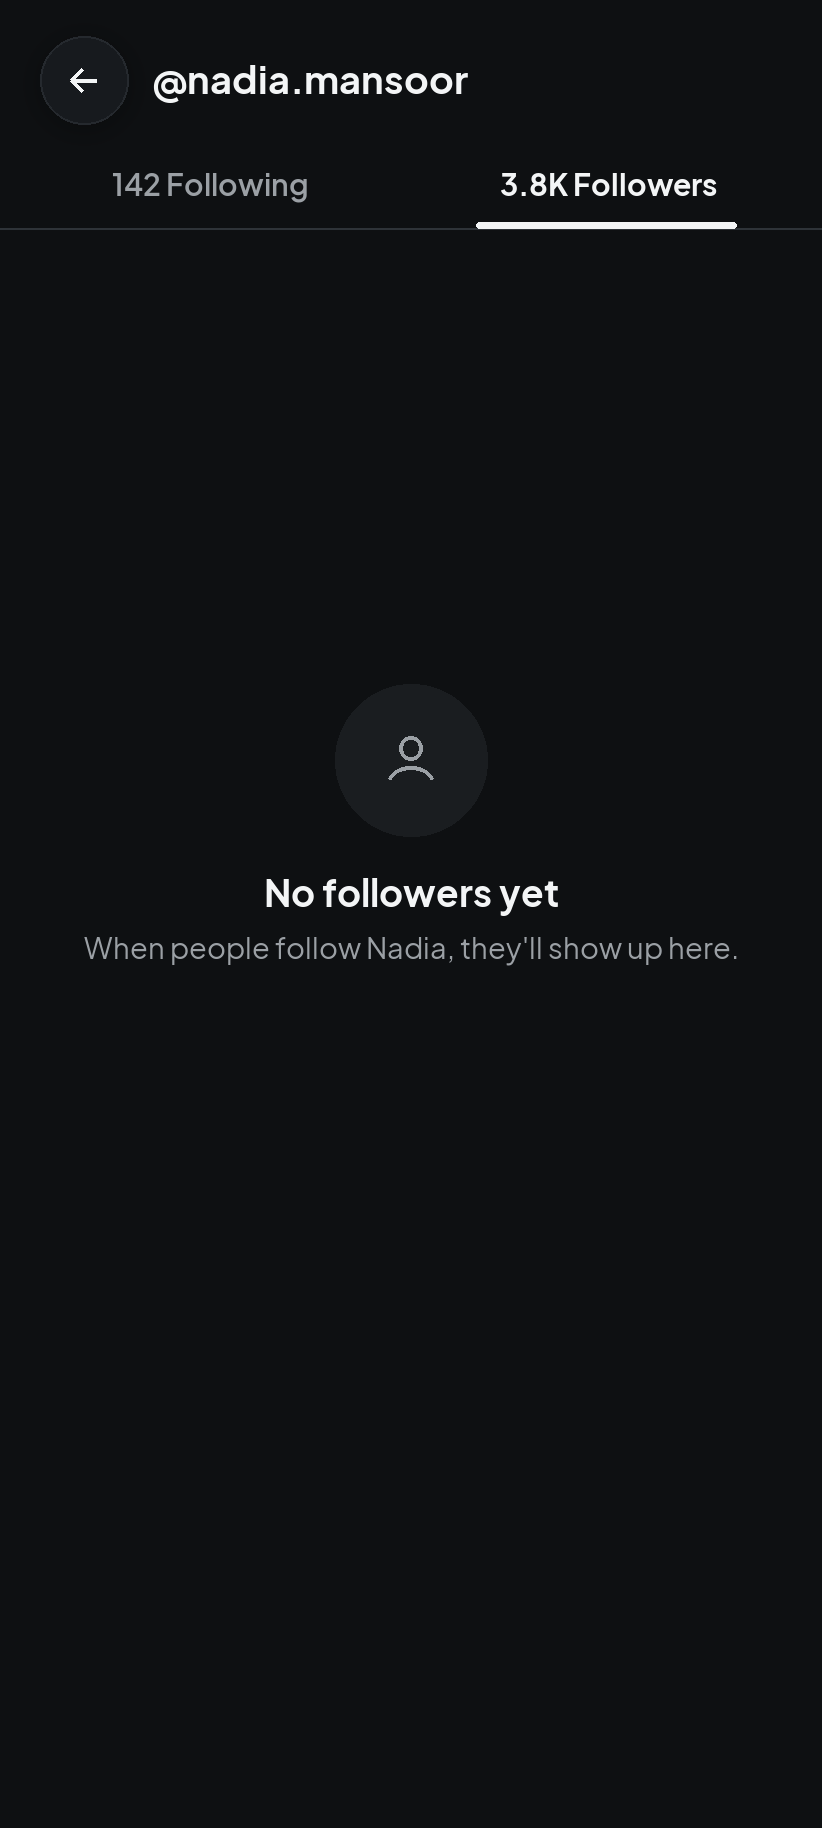 @nadia.mansoor
142 Following
3.8K Followers
No followers yet
When people follow Nadia, they'll show up here.